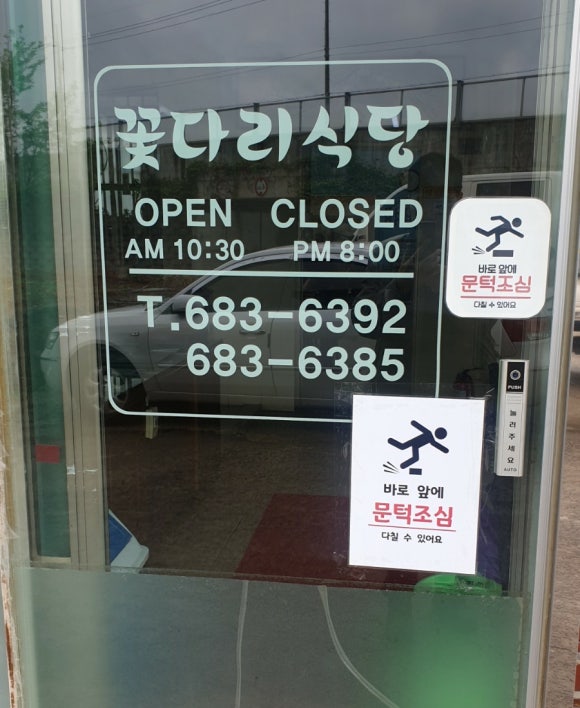 꽃다리식당
OPEN CLOSED
AM 10:30 PM 8:00
T.683-6392
683-6385
바로 앞에
문턱조심
다칠 수 있어요
PUSH
눌러주세요
AUTO
바로 앞에
문턱조심
다칠 수 있어요